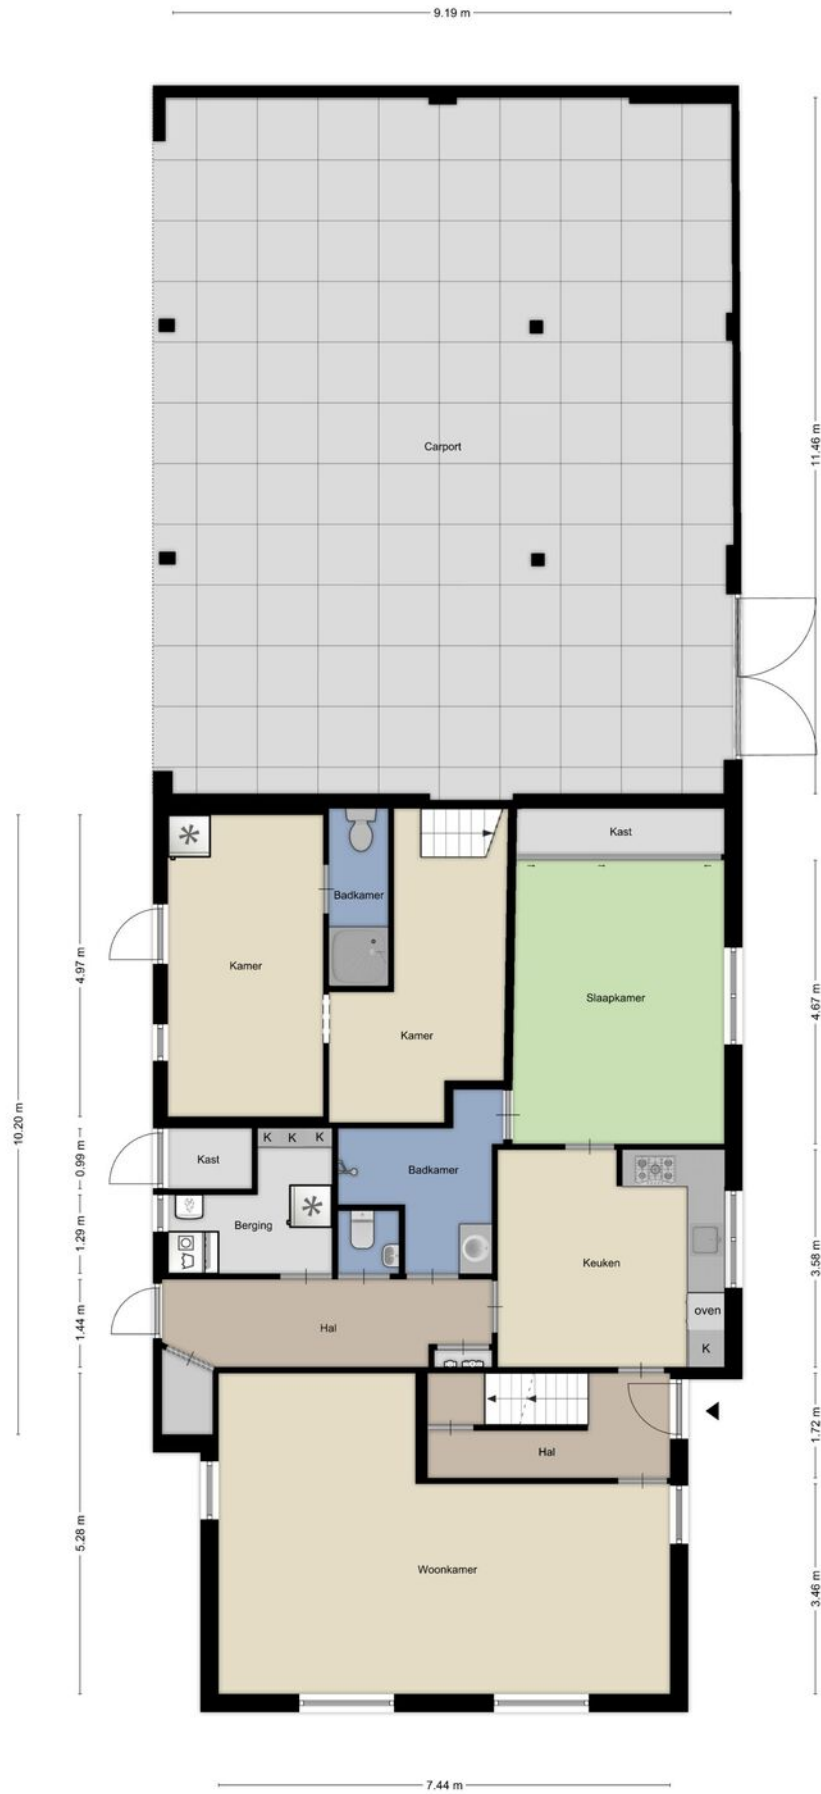 9.19 m
11.46 m
Carport
Kast
Badkamer
Kamer
4.97 m
Slaapkamer
4.67 m
Kamer
10.20 m
0.99 m
K K K
Kast
Badkamer
Berging
1.29 m
Keuken
3.58 m
oven
1.44 m
Hal
K
1.72 m
Hal
5.28 m
Woonkamer
3.46 m
7.44 m